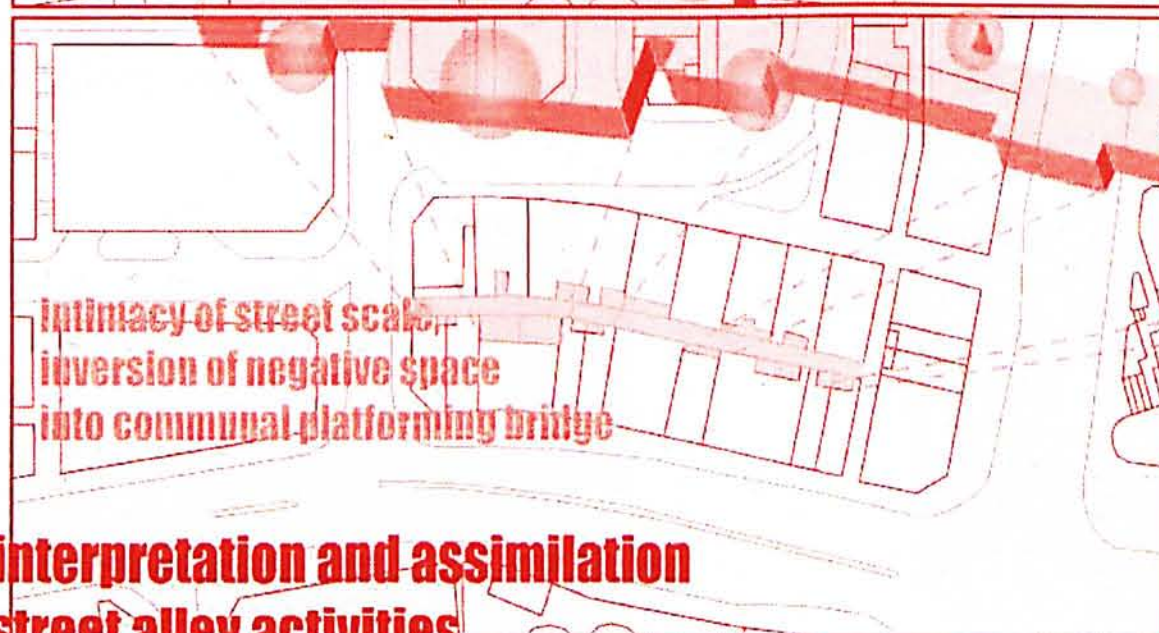 intimacy of street scale,
inversion of negative space
into communal platforming bridge
interpretation and assimilation
street alley activities